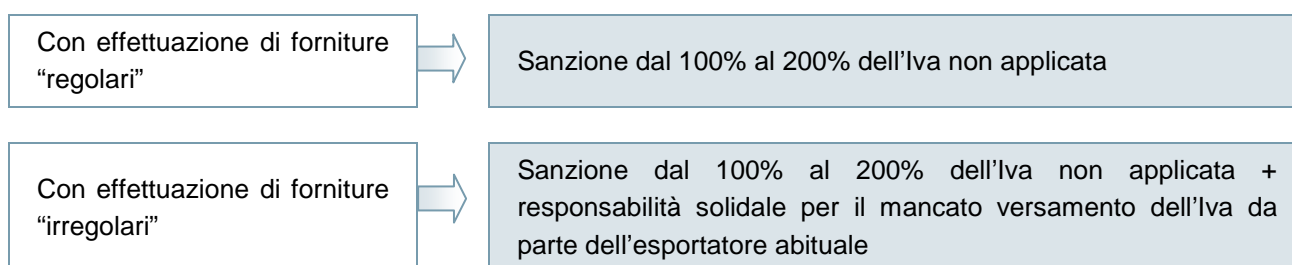 Con effettuazione di forniture
“regolari”
Sanzione dal 100% al 200% dell’Iva non applicata
Con effettuazione di forniture
“irregolari”
Sanzione dal 100% al 200% dell’Iva non applicata +
responsabilità solidale per il mancato versamento dell’Iva da
parte dell’esportatore abituale